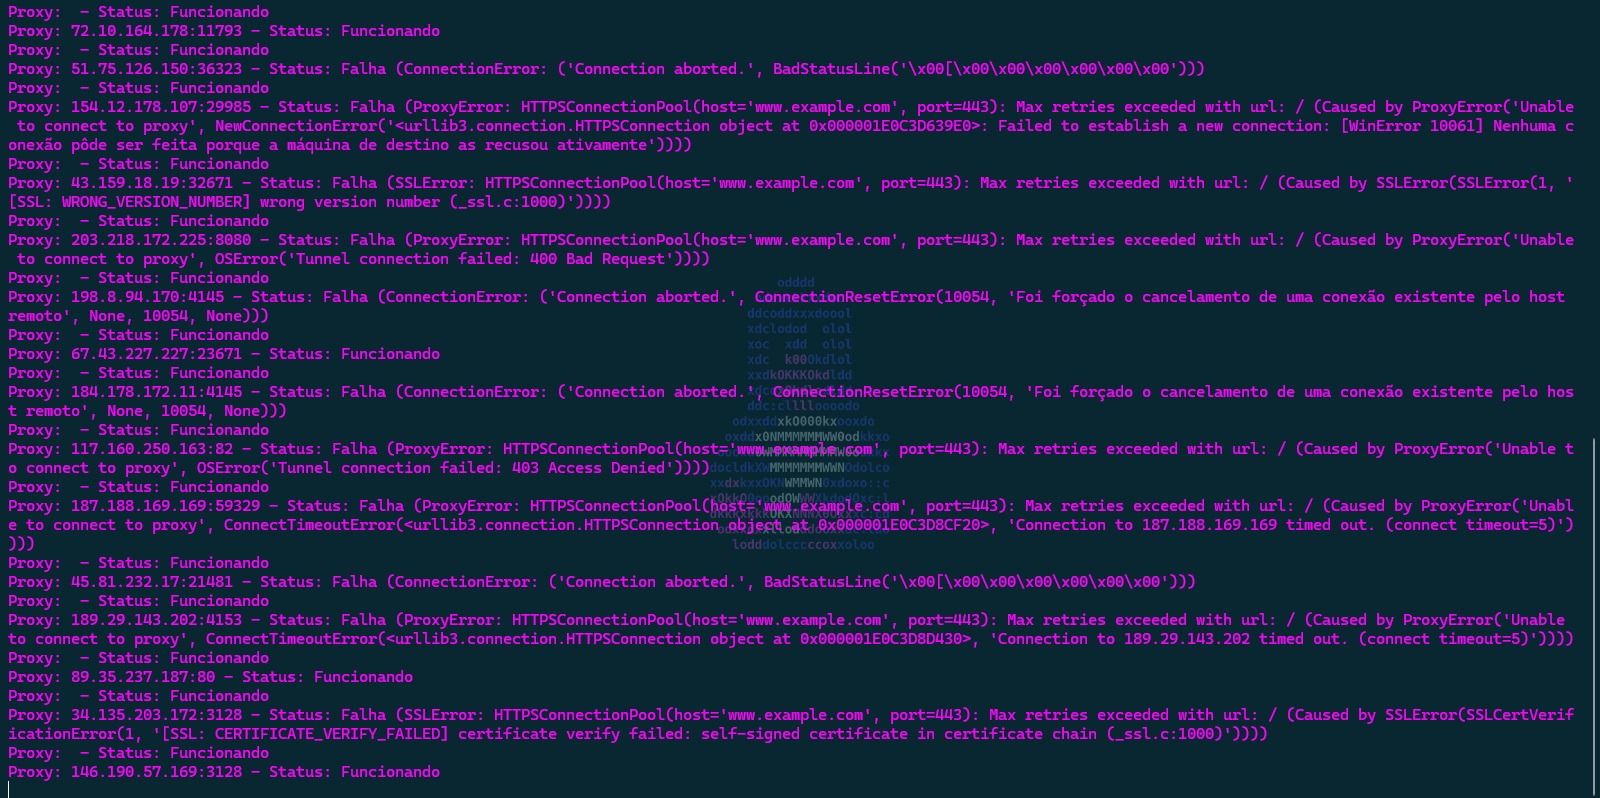 Proxy:  - Status: Funcionando
Proxy: 72.10.164.178:11793 - Status: Funcionando
Proxy:  - Status: Funcionando
Proxy: 51.75.126.150:36323 - Status: Falha (ConnectionError: ('Connection aborted.', BadStatusLine('\x00[\x00\x00\x00\x00\x00\x00')))
Proxy:  - Status: Funcionando
Proxy: 154.12.178.107:29985 - Status: Falha (ProxyError: HTTPSConnectionPool(host='www.example.com', port=443): Max retries exceeded with url: / (Caused by ProxyError('Unable
 to connect to proxy', NewConnectionError('<urllib3.connection.HTTPSConnection object at 0x000001E0C3D639E0>: Failed to establish a new connection: [WinError 10061] Nenhuma c
onexão pôde ser feita porque a máquina de destino as recusou ativamente'))))
Proxy:  - Status: Funcionando
Proxy: 43.159.18.19:32671 - Status: Falha (SSLError: HTTPSConnectionPool(host='www.example.com', port=443): Max retries exceeded with url: / (Caused by SSLError(SSLError(1, '
[SSL: WRONG_VERSION_NUMBER] wrong version number (_ssl.c:1000)'))))
Proxy:  - Status: Funcionando
Proxy: 203.218.172.225:8080 - Status: Falha (ProxyError: HTTPSConnectionPool(host='www.example.com', port=443): Max retries exceeded with url: / (Caused by ProxyError('Unable
 to connect to proxy', OSError('Tunnel connection failed: 400 Bad Request'))))
Proxy:  - Status: Funcionando
Proxy: 198.8.94.170:4145 - Status: Falha (ConnectionError: ('Connection aborted.', ConnectionResetError(10054, 'Foi forçado o cancelamento de uma conexão existente pelo host
remoto', None, 10054, None)))
Proxy:  - Status: Funcionando
Proxy: 67.43.227.227:23671 - Status: Funcionando
Proxy:  - Status: Funcionando
Proxy: 184.178.172.11:4145 - Status: Falha (ConnectionError: ('Connection aborted.', ConnectionResetError(10054, 'Foi forçado o cancelamento de uma conexão existente pelo hos
t remoto', None, 10054, None)))
Proxy:  - Status: Funcionando
Proxy: 117.160.250.163:82 - Status: Falha (ProxyError: HTTPSConnectionPool(host='www.example.com', port=443): Max retries exceeded with url: / (Caused by ProxyError('Unable t
o connect to proxy', OSError('Tunnel connection failed: 403 Access Denied'))))
Proxy:  - Status: Funcionando
Proxy: 187.188.169.169:59329 - Status: Falha (ProxyError: HTTPSConnectionPool(host='www.example.com', port=443): Max retries exceeded with url: / (Caused by ProxyError('Unabl
e to connect to proxy', ConnectTimeoutError(<urllib3.connection.HTTPSConnection object at 0x000001E0C3D8CF20>, 'Connection to 187.188.169.169 timed out. (connect timeout=5)')
)))
Proxy:  - Status: Funcionando
Proxy: 45.81.232.17:21481 - Status: Falha (ConnectionError: ('Connection aborted.', BadStatusLine('\x00[\x00\x00\x00\x00\x00\x00')))
Proxy:  - Status: Funcionando
Proxy: 189.29.143.202:4153 - Status: Falha (ProxyError: HTTPSConnectionPool(host='www.example.com', port=443): Max retries exceeded with url: / (Caused by ProxyError('Unable
to connect to proxy', ConnectTimeoutError(<urllib3.connection.HTTPSConnection object at 0x000001E0C3D8D430>, 'Connection to 189.29.143.202 timed out. (connect timeout=5)'))))
Proxy:  - Status: Funcionando
Proxy: 89.35.237.187:80 - Status: Funcionando
Proxy:  - Status: Funcionando
Proxy: 34.135.203.172:3128 - Status: Falha (SSLError: HTTPSConnectionPool(host='www.example.com', port=443): Max retries exceeded with url: / (Caused by SSLError(SSLCertVerif
icationError(1, '[SSL: CERTIFICATE_VERIFY_FAILED] certificate verify failed: self-signed certificate in certificate chain (_ssl.c:1000)'))))
Proxy:  - Status: Funcionando
Proxy: 146.190.57.169:3128 - Status: Funcionando